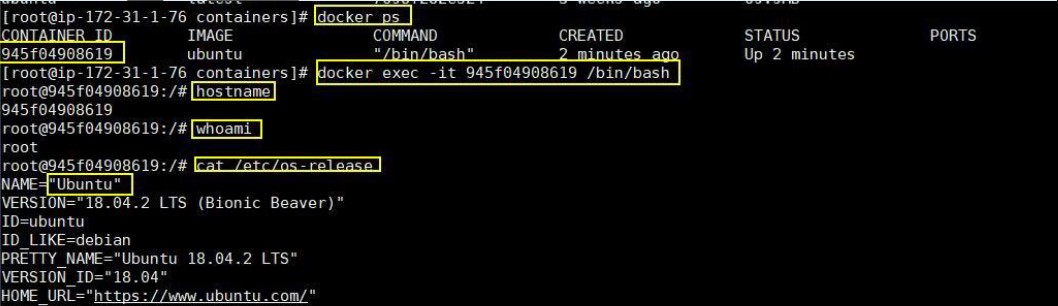 [root@ip-172-31-1-76 containers]# docker ps
CONTAINER ID IMAGE COMMAND CREATED STATUS PORTS
945f04908619 ubuntu "/bin/bash" 2 minutes ago Up 2 minutes
[root@ip-172-31-1-76 containers]# docker exec -it 945f04908619 /bin/bash
root@945f04908619:/# hostname
945f04908619
root@945f04908619:/# whoami
root
root@945f04908619:/# cat /etc/os-release
NAME="Ubuntu"
VERSION="18.04.2 LTS (Bionic Beaver)"
ID=ubuntu
ID_LIKE=debian
PRETTY_NAME="Ubuntu 18.04.2 LTS"
VERSION_ID="18.04"
HOME_URL="https://www.ubuntu.com/"